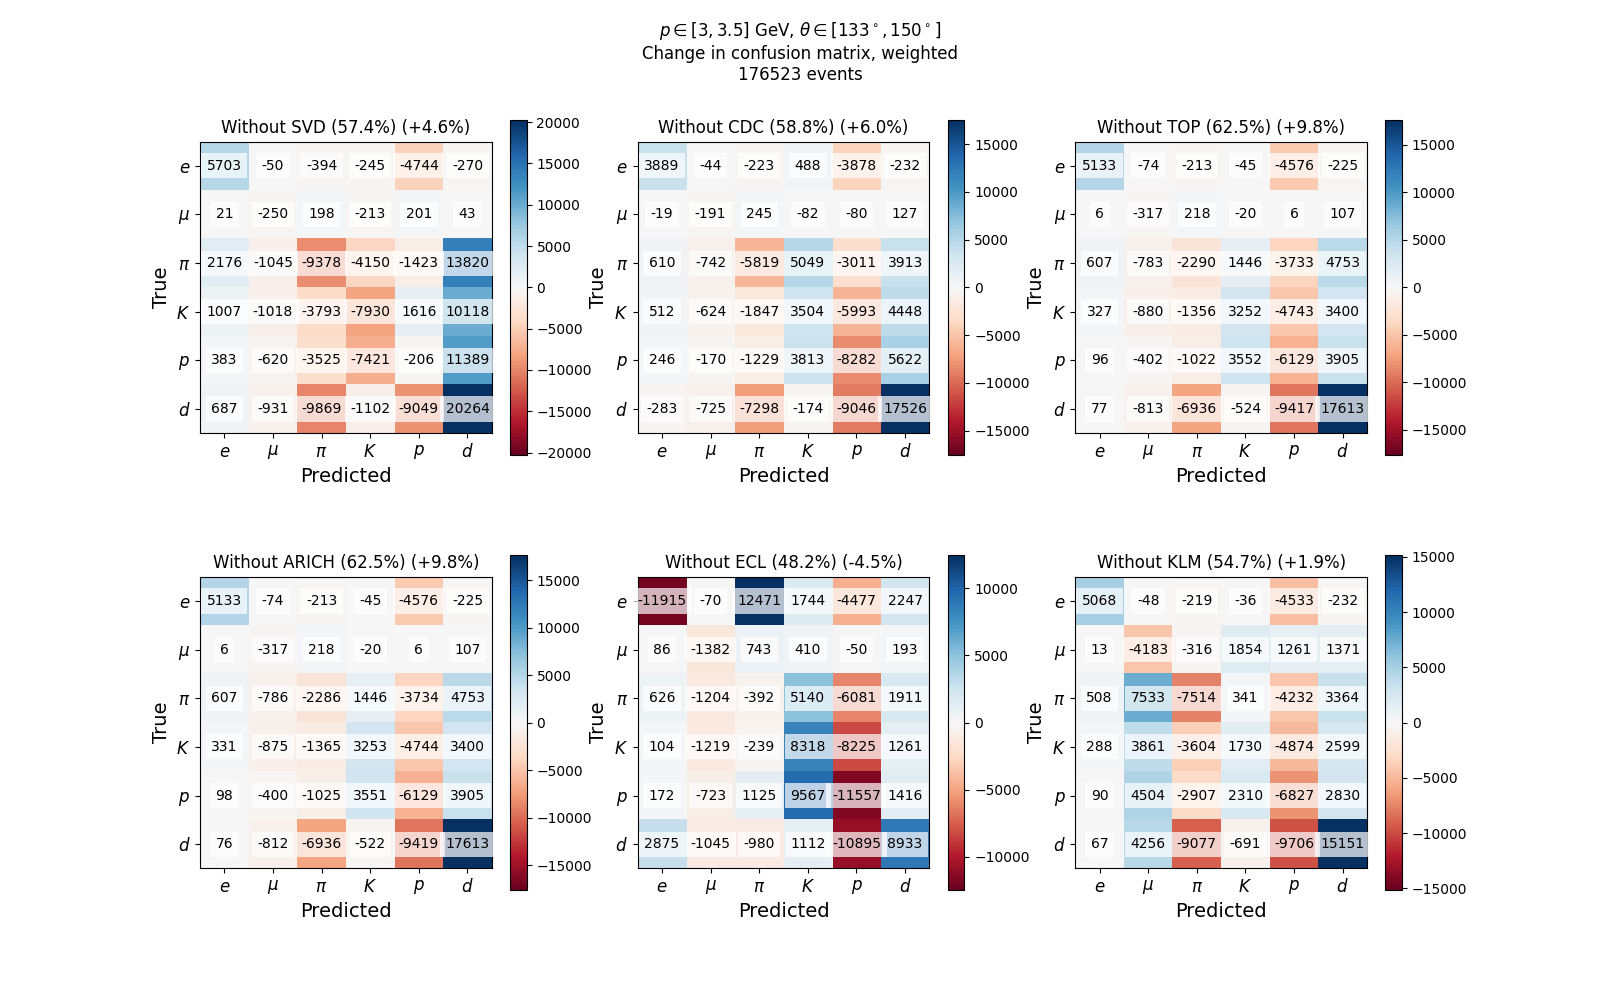 p ∈ [3, 3.5] GeV, θ ∈ [133°, 150°]
Change in confusion matrix, weighted
176523 events
Without SVD (57.4%) (+4.6%)
e 5703 -50 -394 -245 -4744 -270
μ 21 -250 198 -213 201 43
π 2176 -1045 -9378 -4150 -1423 13820
K 1007 -1018 -3793 -7930 1616 10118
p 383 -620 -3525 -7421 -206 11389
d 687 -931 -9869 -1102 -9049 20264
e μ π K p d
True
Predicted
20000
15000
10000
5000
0
−5000
−10000
−15000
−20000
Without CDC (58.8%) (+6.0%)
e 3889 -44 -223 488 -3878 -232
μ -19 -191 245 -82 -80 127
π 610 -742 -5819 5049 -3011 3913
K 512 -624 -1847 3504 -5993 4448
p 246 -170 -1229 3813 -8282 5622
d -283 -725 -7298 -174 -9046 17526
e μ π K p d
True
Predicted
15000
10000
5000
0
−5000
−10000
−15000
Without TOP (62.5%) (+9.8%)
e 5133 -74 -213 -45 -4576 -225
μ 6 -317 218 -20 6 107
π 607 -783 -2290 1446 -3733 4753
K 327 -880 -1356 3252 -4743 3400
p 96 -402 -1022 3552 -6129 3905
d 77 -813 -6936 -524 -9417 17613
e μ π K p d
True
Predicted
15000
10000
5000
0
−5000
−10000
−15000
Without ARICH (62.5%) (+9.8%)
e 5133 -74 -213 -45 -4576 -225
μ 6 -317 218 -20 6 107
π 607 -786 -2286 1446 -3734 4753
K 331 -875 -1365 3253 -4744 3400
p 98 -400 -1025 3551 -6129 3905
d 76 -812 -6936 -522 -9419 17613
e μ π K p d
True
Predicted
15000
10000
5000
0
−5000
−10000
−15000
Without ECL (48.2%) (-4.5%)
e -11915 -70 12471 1744 -4477 2247
μ 86 -1382 743 410 -50 193
π 626 -1204 -392 5140 -6081 1911
K 104 -1219 -239 8318 -8225 1261
p 172 -723 1125 9567 -11557 1416
d 2875 -1045 -980 1112 -10895 8933
e μ π K p d
True
Predicted
10000
5000
0
−5000
−10000
Without KLM (54.7%) (+1.9%)
e 5068 -48 -219 -36 -4533 -232
μ 13 -4183 -316 1854 1261 1371
π 508 7533 -7514 341 -4232 3364
K 288 3861 -3604 1730 -4874 2599
p 90 4504 -2907 2310 -6827 2830
d 67 4256 -9077 -691 -9706 15151
e μ π K p d
True
Predicted
15000
10000
5000
0
−5000
−10000
−15000